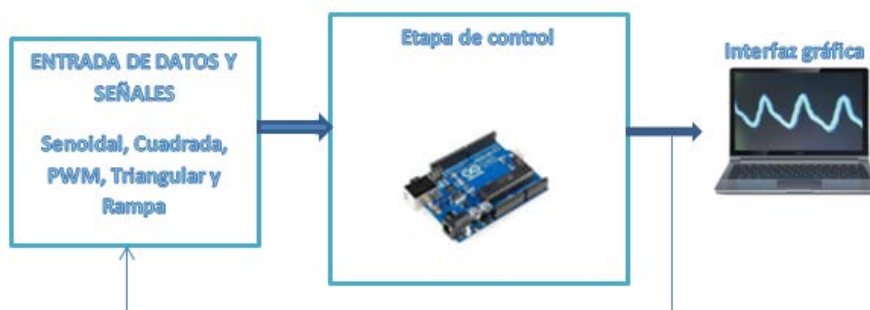 ENTRADA DE DATOS Y
SEÑALES
Senoidal, Cuadrada,
PWM, Triangular y
Rampa
Etapa de control
Interfaz gráfica